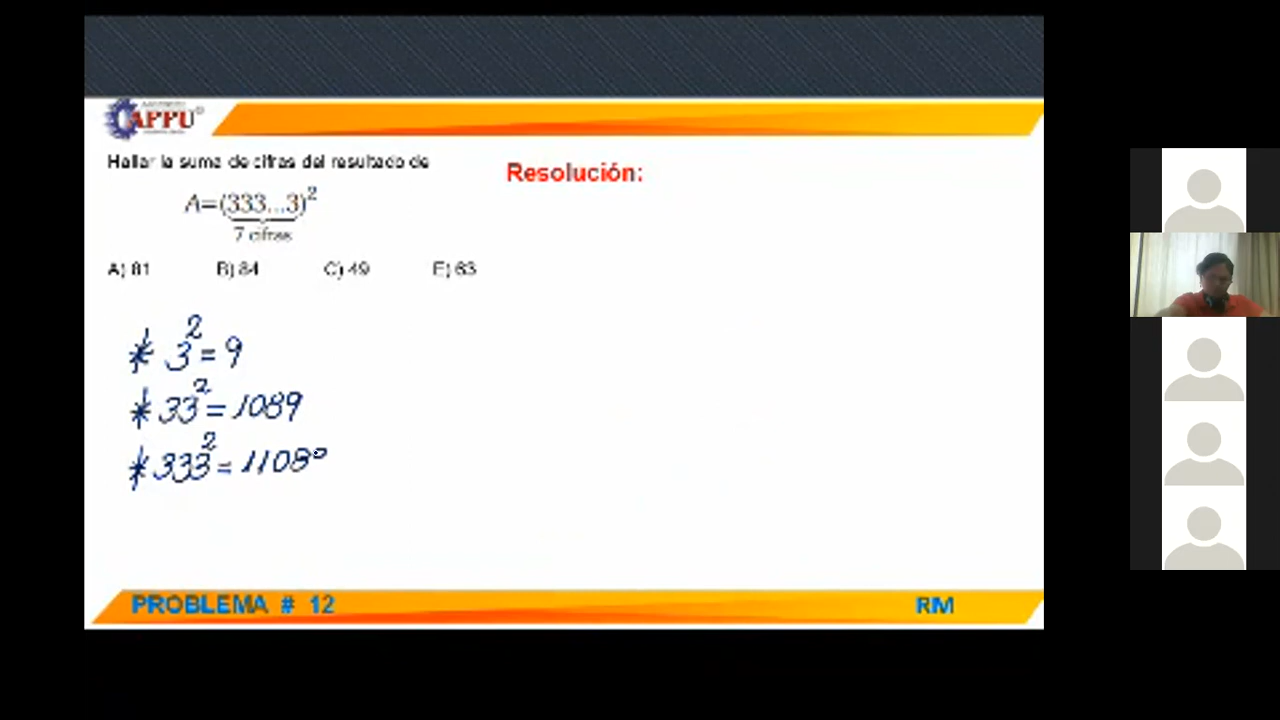 CAPPU
Hallar la suma de cifras del resultado de
Resolución:
A=(333...3)²
7 cifras
A) 81 B) 84 C) 49 E) 63
* 3² = 9
* 33² = 1089
* 333² = 1108
PROBLEMA # 12
RM